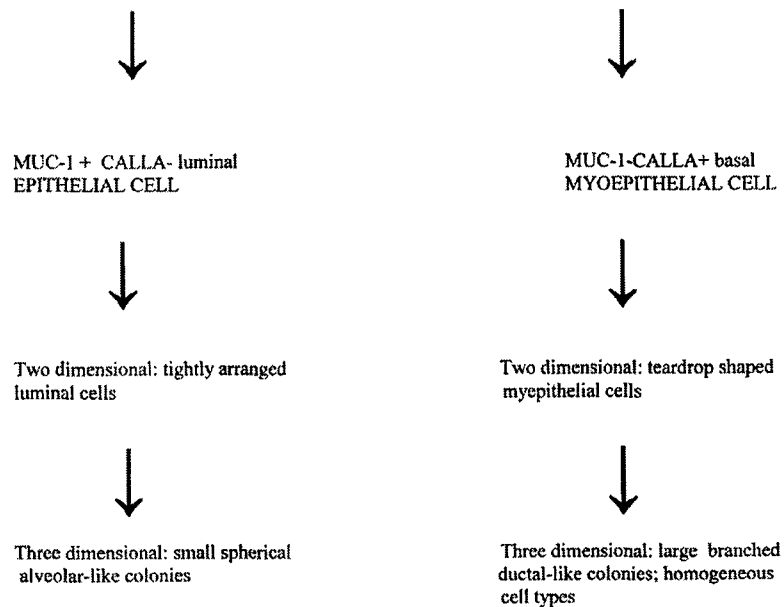 MUC-1 + CALLA- luminal
EPITHELIAL CELL
MUC-1-CALLA+ basal
MYOEPITHELIAL CELL
Two dimensional: tightly arranged
luminal cells
Two dimensional: teardrop shaped
myepithelial cells
Three dimensional: small spherical
alveolar-like colonies
Three dimensional: large branched
ductal-like colonies; homogeneous
cell types